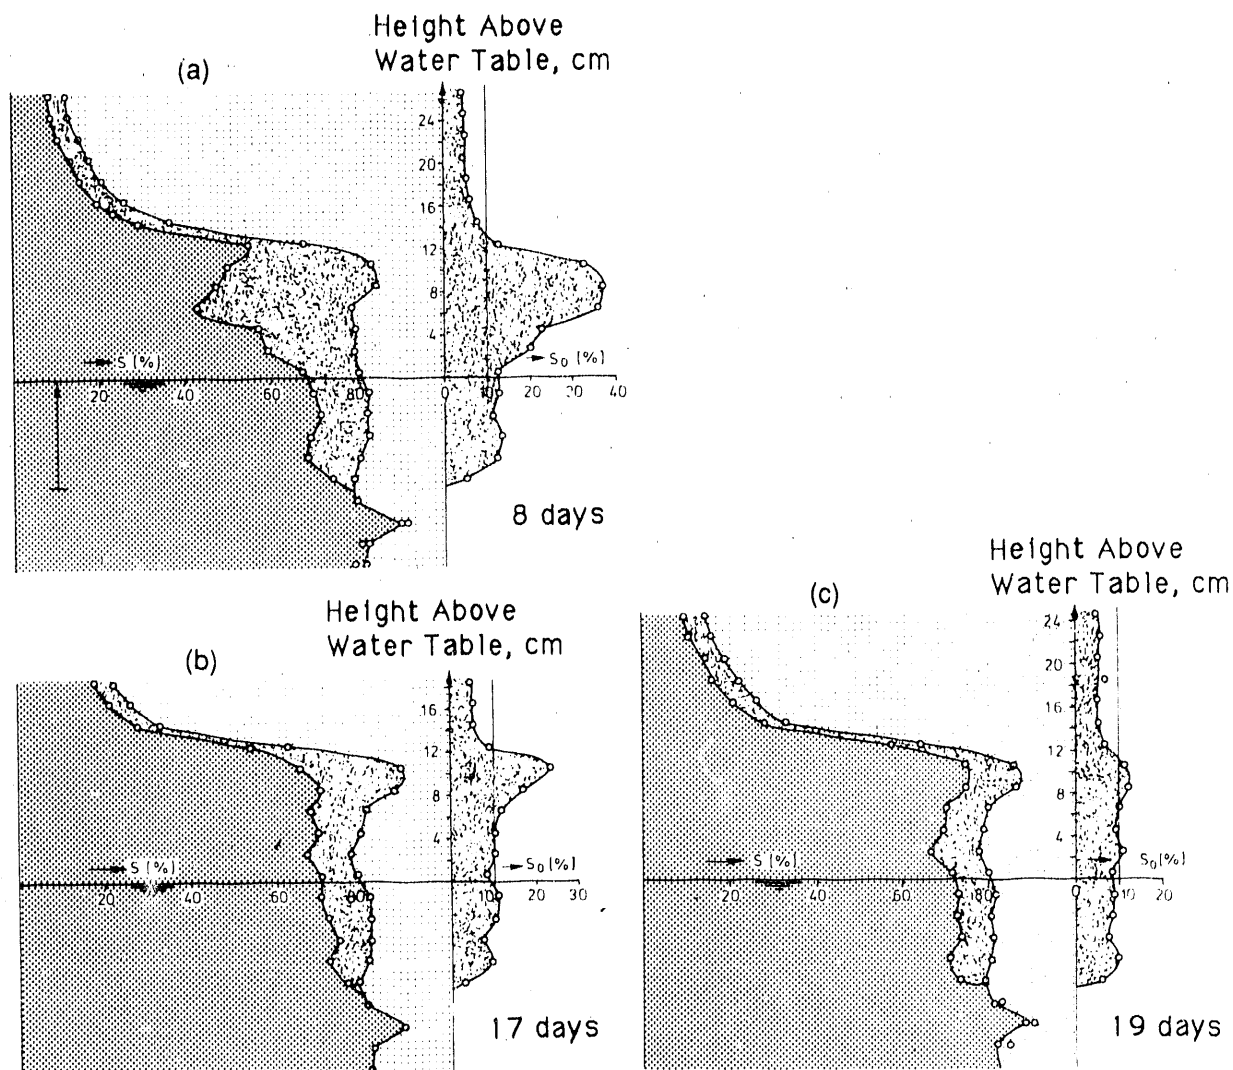 Height Above
Water Table, cm
(a)
24
20
16
12
8
4
S (%)
S₀ (%)
20 40 60 80 0 10 20 30 40
8 days
Height Above
Water Table, cm
(b)
16
12
8
4
S (%)
S₀ (%)
20 40 60 80 0 10 20 30
17 days
Height Above
Water Table, cm
(c)
24
20
16
12
8
4
S (%)
S₀ (%)
20 40 60 80 0 10 20
19 days